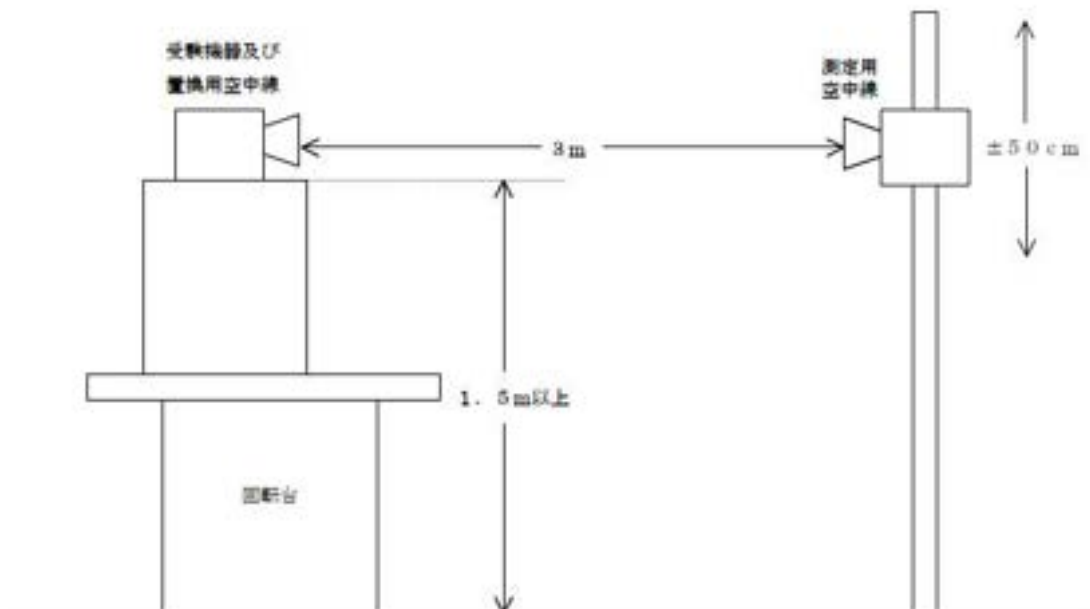 受験機器及び
置換用空中線
測定用
空中線
3m
±50cm
1.5m以上
回転台